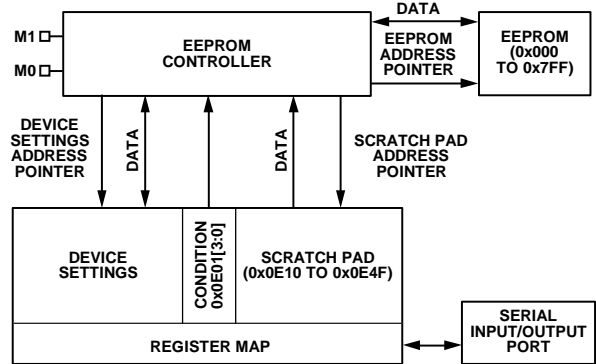 M1
M0
EEPROM
CONTROLLER
DATA
EEPROM
ADDRESS
POINTER
EEPROM
(0x000
TO 0x7FF)
DEVICE
SETTINGS
ADDRESS
POINTER
DATA
DATA
SCRATCH PAD
ADDRESS
POINTER
DEVICE
SETTINGS
CONDITION
0x0E01[3:0]
SCRATCH PAD
(0x0E10 TO 0x0E4F)
REGISTER MAP
SERIAL
INPUT/OUTPUT
PORT